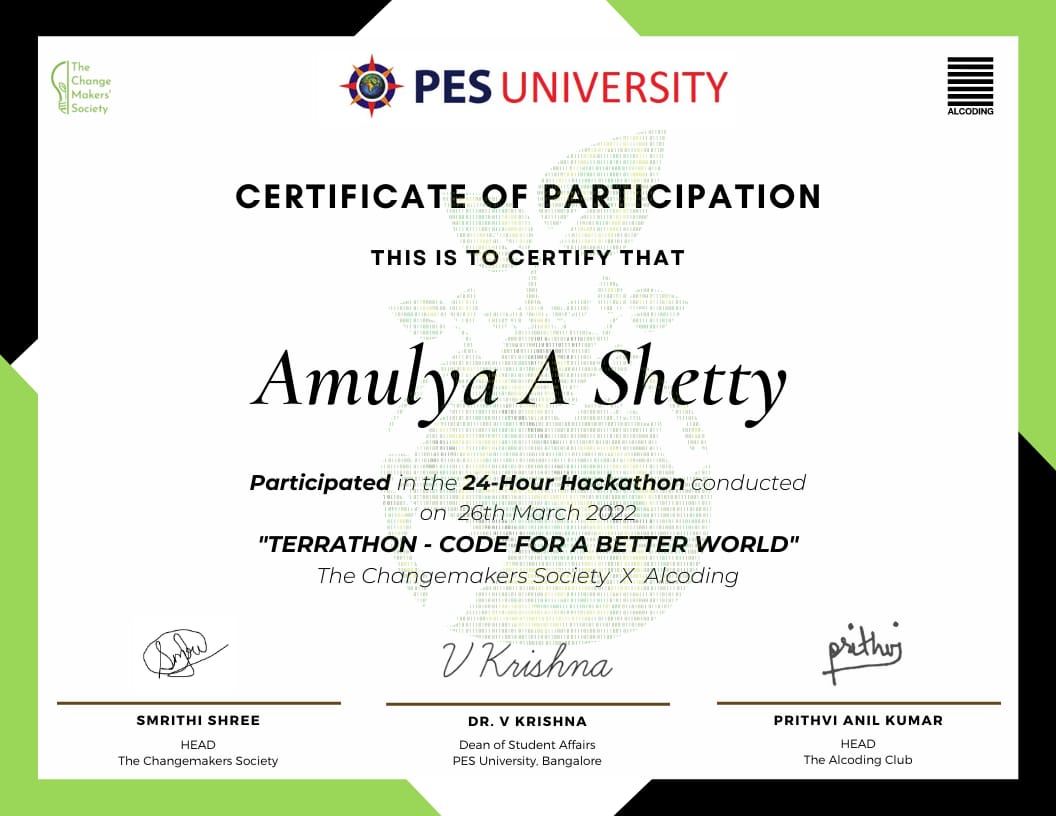 The
Change
Makers'
Society
PES UNIVERSITY
ALCODING
CERTIFICATE OF PARTICIPATION
THIS IS TO CERTIFY THAT
Amulya A Shetty
Participated in the 24-Hour Hackathon conducted
on 26th March 2022
"TERRATHON - CODE FOR A BETTER WORLD"
The Changemakers Society X Alcoding
V Krishna
prithvi
SMRITHI SHREE
HEAD
The Changemakers Society
DR. V KRISHNA
Dean of Student Affairs
PES University, Bangalore
PRITHVI ANIL KUMAR
HEAD
The Alcoding Club